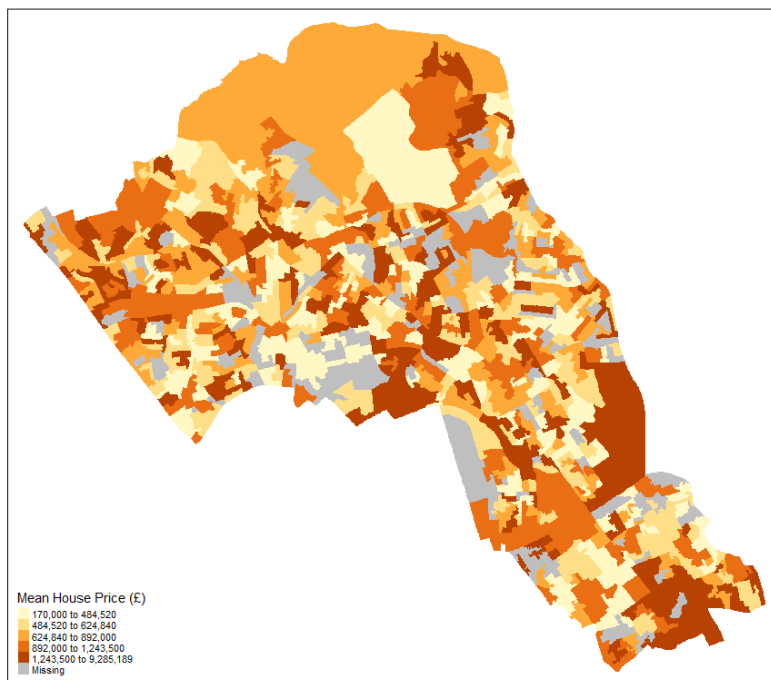 Mean House Price (£)
170,000 to 484,520
484,520 to 624,840
624,840 to 892,000
892,000 to 1,243,500
1,243,500 to 9,285,189
Missing